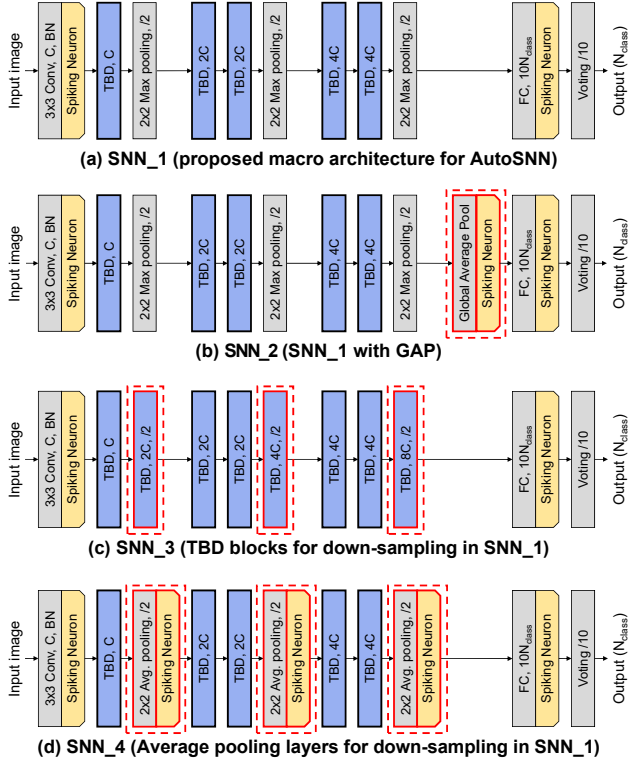 Input image
3x3 Conv, C, BN
Spiking Neuron
TBD, C
2x2 Max pooling, /2
TBD, 2C
TBD, 2C
2x2 Max pooling, /2
TBD, 4C
TBD, 4C
2x2 Max pooling, /2
FC, 10N_class
Spiking Neuron
Voting /10
Output (N_class)
(a) SNN_1 (proposed macro architecture for AutoSNN)
Input image
3x3 Conv, C, BN
Spiking Neuron
TBD, C
2x2 Max pooling, /2
TBD, 2C
TBD, 2C
2x2 Max pooling, /2
TBD, 4C
TBD, 4C
2x2 Max pooling, /2
Global Average Pool
Spiking Neuron
FC, 10N_class
Spiking Neuron
Voting /10
Output (N_class)
(b) SNN_2 (SNN_1 with GAP)
Input image
3x3 Conv, C, BN
Spiking Neuron
TBD, C
TBD, 2C, /2
TBD, 2C
TBD, 2C
TBD, 4C, /2
TBD, 4C
TBD, 4C
TBD, 8C, /2
FC, 10N_class
Spiking Neuron
Voting /10
Output (N_class)
(c) SNN_3 (TBD blocks for down-sampling in SNN_1)
Input image
3x3 Conv, C, BN
Spiking Neuron
TBD, C
2x2 Avg. pooling, /2
Spiking Neuron
TBD, 2C
TBD, 2C
2x2 Avg. pooling, /2
Spiking Neuron
TBD, 4C
TBD, 4C
2x2 Avg. pooling, /2
Spiking Neuron
FC, 10N_class
Spiking Neuron
Voting /10
Output (N_class)
(d) SNN_4 (Average pooling layers for down-sampling in SNN_1)